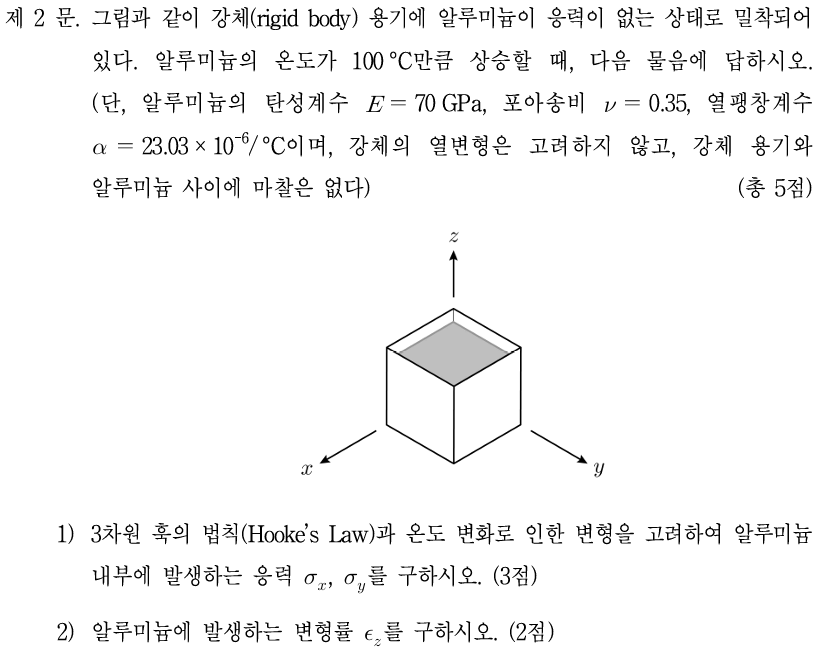 제 2 문. 그림과 같이 강체(rigid body) 용기에 알루미늄이 응력이 없는 상태로 밀착되어
있다. 알루미늄의 온도가 100 ℃만큼 상승할 때, 다음 물음에 답하시오.
(단, 알루미늄의 탄성계수 E = 70 GPa, 포아송비 ν = 0.35, 열팽창계수
α = 23.03 × 10⁻⁶/℃이며, 강체의 열변형은 고려하지 않고, 강체 용기와
알루미늄 사이에 마찰은 없다) (총 5점)
z
x
y
1) 3차원 훅의 법칙(Hooke's Law)과 온도 변화로 인한 변형을 고려하여 알루미늄
내부에 발생하는 응력 σₓ, σᵧ를 구하시오. (3점)
2) 알루미늄에 발생하는 변형률 ϵ_z를 구하시오. (2점)